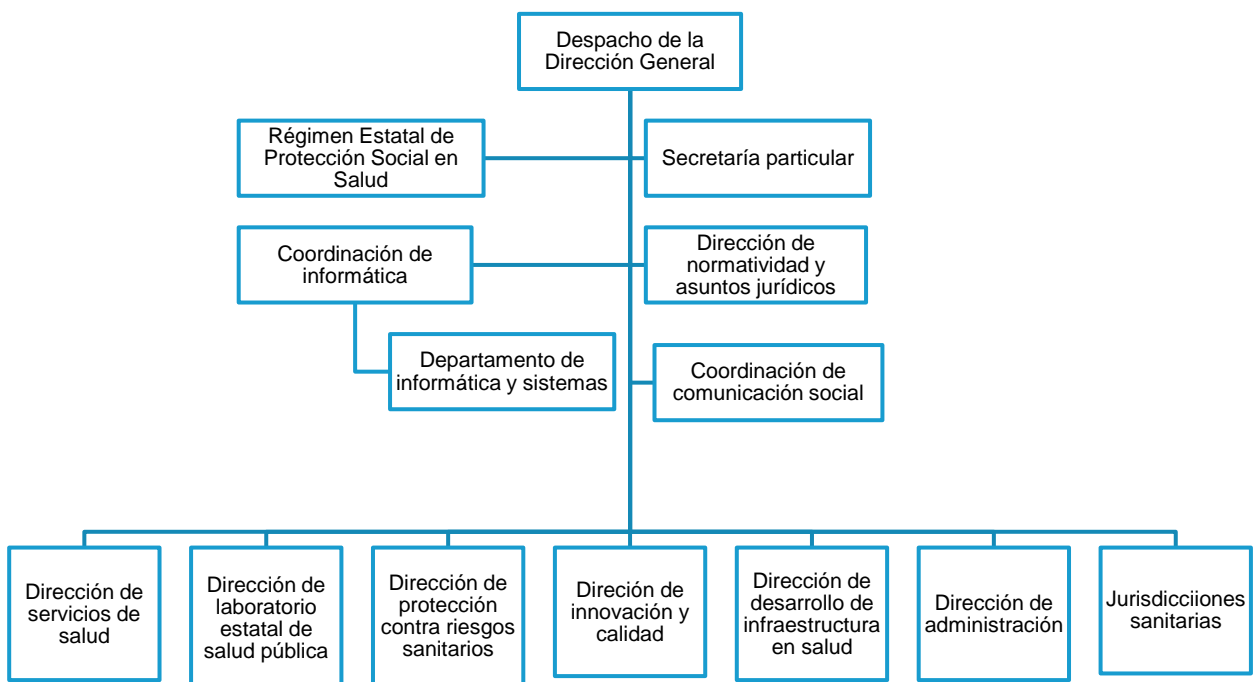 Despacho de la
Dirección General
Régimen Estatal de
Protección Social en
Salud
Secretaría particular
Coordinación de
informática
Dirección de
normatividad y
asuntos jurídicos
Departamento de
informática y sistemas
Coordinación de
comunicación social
Dirección de
servicios de
salud
Dirección de
laboratorio
estatal de
salud pública
Dirección de
protección
contra riesgos
sanitarios
Direción de
innovación y
calidad
Dirección de
desarrollo de
infraestructura
en salud
Dirección de
administración
Jurisdicciiones
sanitarias